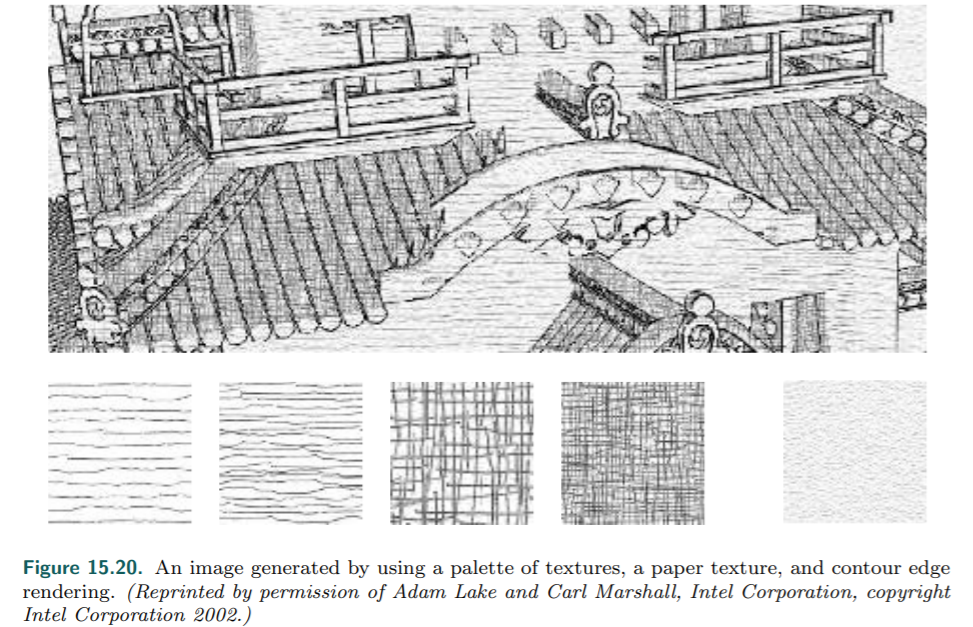 Figure 15.20. An image generated by using a palette of textures, a paper texture, and contour edge
rendering. (Reprinted by permission of Adam Lake and Carl Marshall, Intel Corporation, copyright
Intel Corporation 2002.)